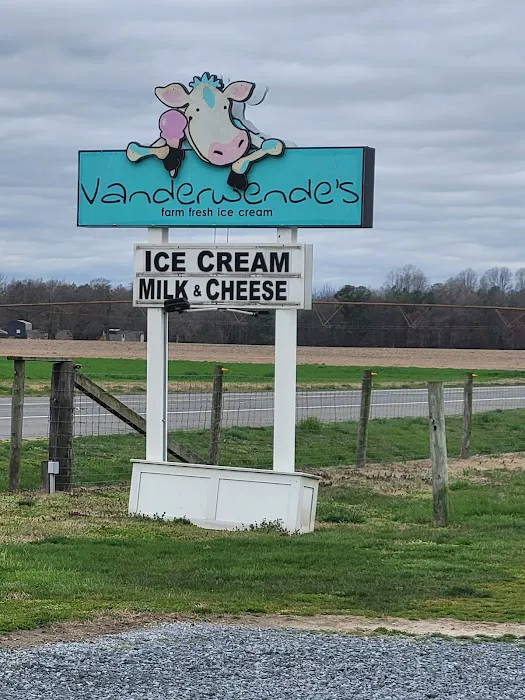 Vanderwende's
farm fresh ice cream
ICE CREAM
MILK & CHEESE